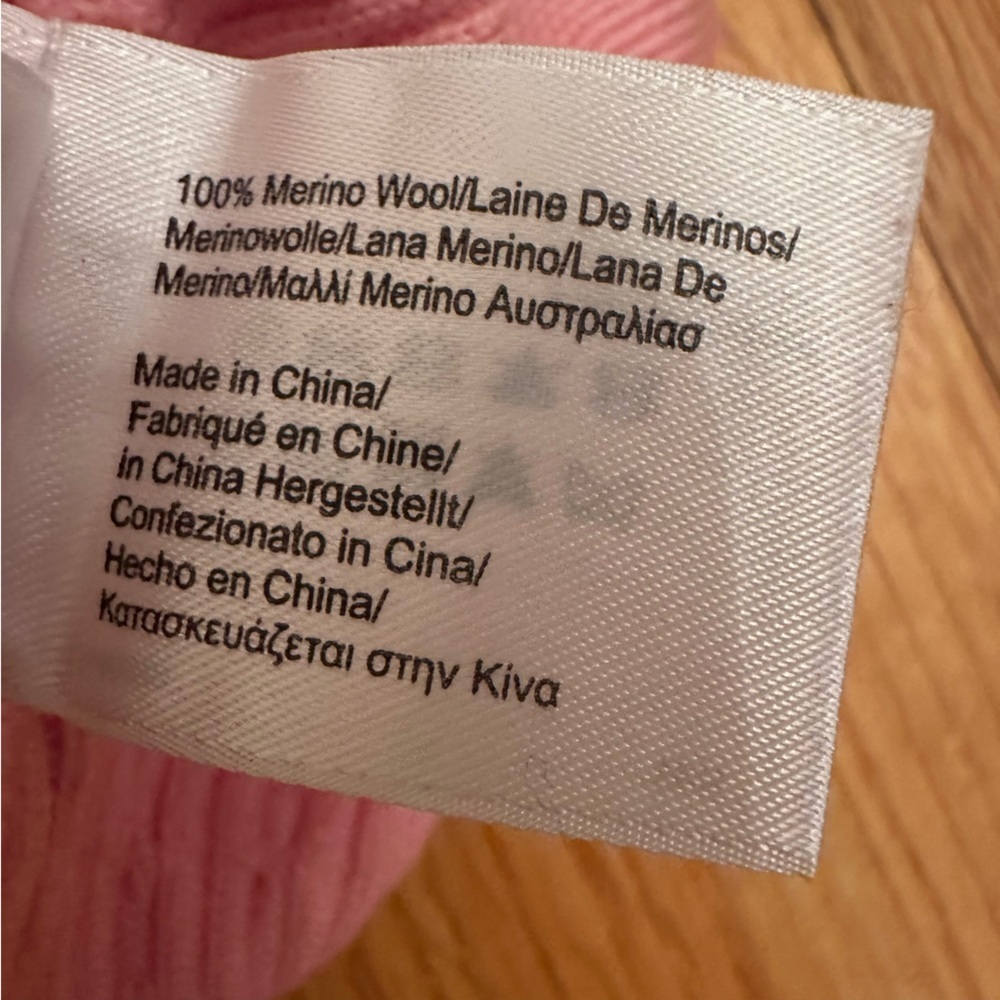 100% Merino Wool/Laine De Merinos/
Merinowolle/Lana Merino/Lana De
Merino/Μαλλί Merino Αυστραλίασ
Made in China/
Fabriqué en Chine/
in China Hergestellt/
Confezionato in Cina/
Hecho en China/
Κατασκευάζεται στην Κίνα